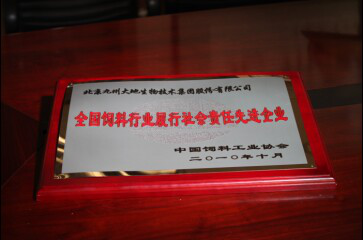 北京九州大地生物技术集团股份有限公司
全国饲料行业履行社会责任先进企业
中国饲料工业协会
二〇一〇年十月